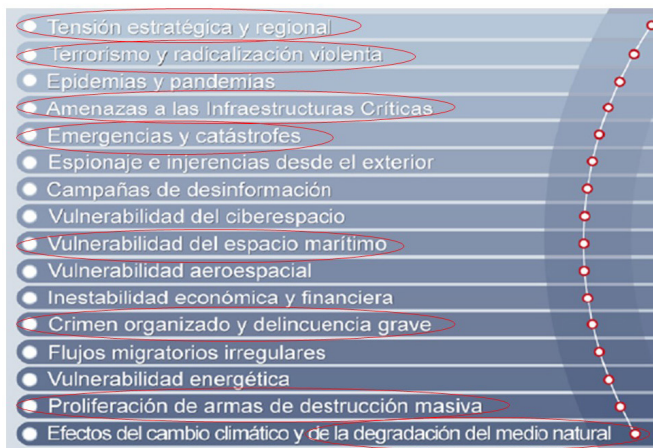 Tensión estratégica y regional
Terrorismo y radicalización violenta
Epidemias y pandemias
Amenazas a las Infraestructuras Críticas
Emergencias y catástrofes
Espionaje e injerencias desde el exterior
Campañas de desinformación
Vulnerabilidad del ciberespacio
Vulnerabilidad del espacio marítimo
Vulnerabilidad aeroespacial
Inestabilidad económica y financiera
Crimen organizado y delincuencia grave
Flujos migratorios irregulares
Vulnerabilidad energética
Proliferación de armas de destrucción masiva
Efectos del cambio climático y de la degradación del medio natural